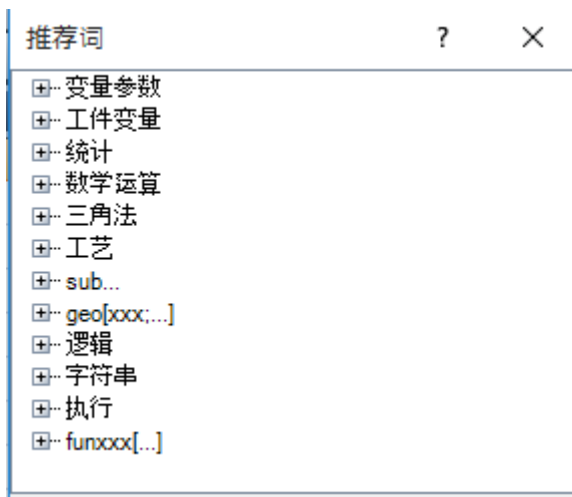 推荐词 ?
变量参数
工件变量
统计
数学运算
三角法
工艺
sub...
geo[xxx;...]
逻辑
字符串
执行
funxxx[...]